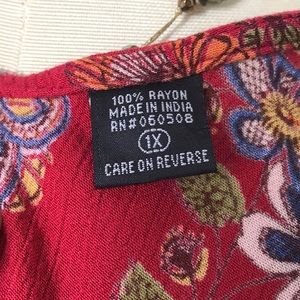 100% RAYON
MADE IN INDIA
RN#060508
1X
CARE ON REVERSE